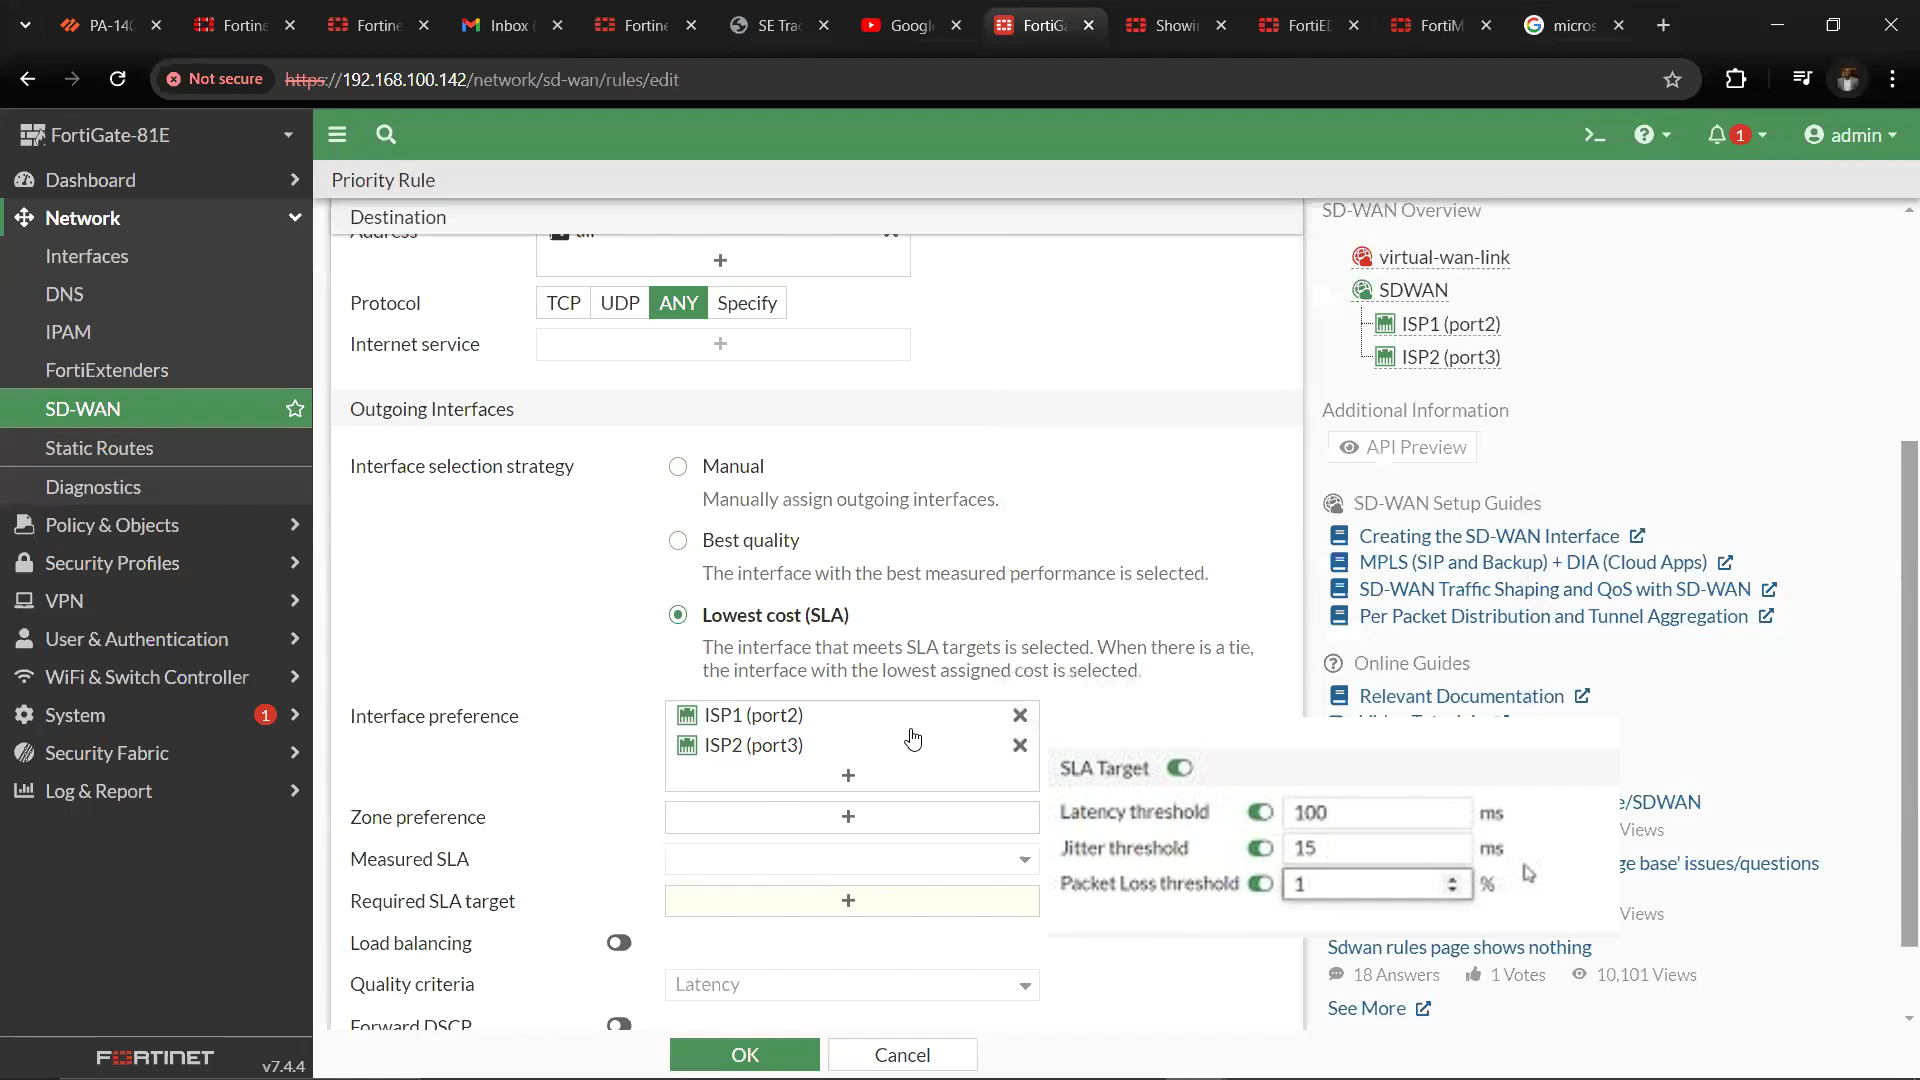 PA-14(
Fortine
Fortine
Inbox (
Fortine
SE Trac
Google
FortiGa
Showi
FortiE
FortiM
micros
Not secure
https://192.168.100.142/network/sd-wan/rules/edit
FortiGate-81E
1
admin
Dashboard
Network
Interfaces
DNS
IPAM
FortiExtenders
SD-WAN
Static Routes
Diagnostics
Policy & Objects
Security Profiles
VPN
User & Authentication
WiFi & Switch Controller
System
1
Security Fabric
Log & Report
FORTINET
v7.4.4
Priority Rule
Destination
Address
all
Protocol
TCP
UDP
ANY
Specify
Internet service
Outgoing Interfaces
Interface selection strategy
Manual
Manually assign outgoing interfaces.
Best quality
The interface with the best measured performance is selected.
Lowest cost (SLA)
The interface that meets SLA targets is selected. When there is a tie,
the interface with the lowest assigned cost is selected.
Interface preference
ISP1 (port2)
ISP2 (port3)
Zone preference
Measured SLA
Required SLA target
Load balancing
Quality criteria
Latency
Forward DSCP
OK
Cancel
SD-WAN Overview
virtual-wan-link
SDWAN
ISP1 (port2)
ISP2 (port3)
Additional Information
API Preview
SD-WAN Setup Guides
Creating the SD-WAN Interface
MPLS (SIP and Backup) + DIA (Cloud Apps)
SD-WAN Traffic Shaping and QoS with SD-WAN
Per Packet Distribution and Tunnel Aggregation
Online Guides
Relevant Documentation
SLA Target
Latency threshold
100
ms
Jitter threshold
15
ms
Packet Loss threshold
1
%
e/SDWAN
Views
ge base' issues/questions
Views
Sdwan rules page shows nothing
18 Answers
1 Votes
10,101 Views
See More